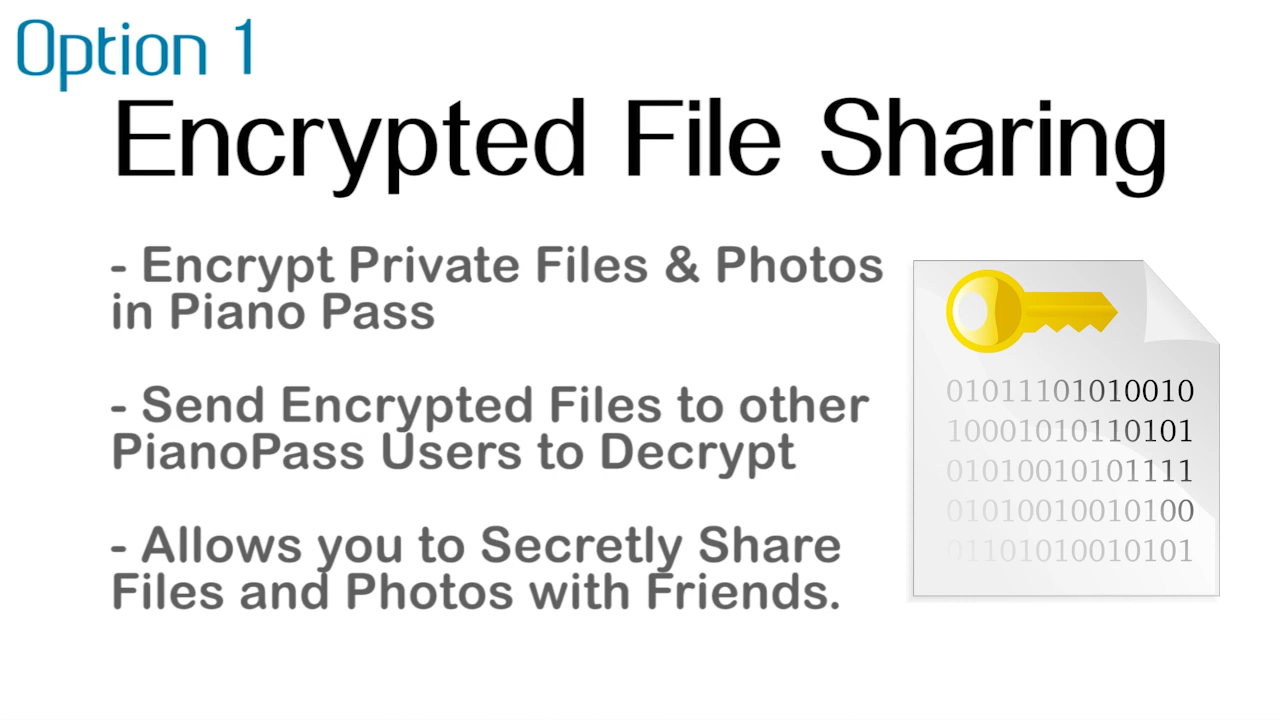 Option 1
Encrypted File Sharing
- Encrypt Private Files & Photos
in Piano Pass
- Send Encrypted Files to other
PianoPass Users to Decrypt
- Allows you to Secretly Share
Files and Photos with Friends.
01011101010010
10001010110101
01010010101111
01010010010100
01101010010101